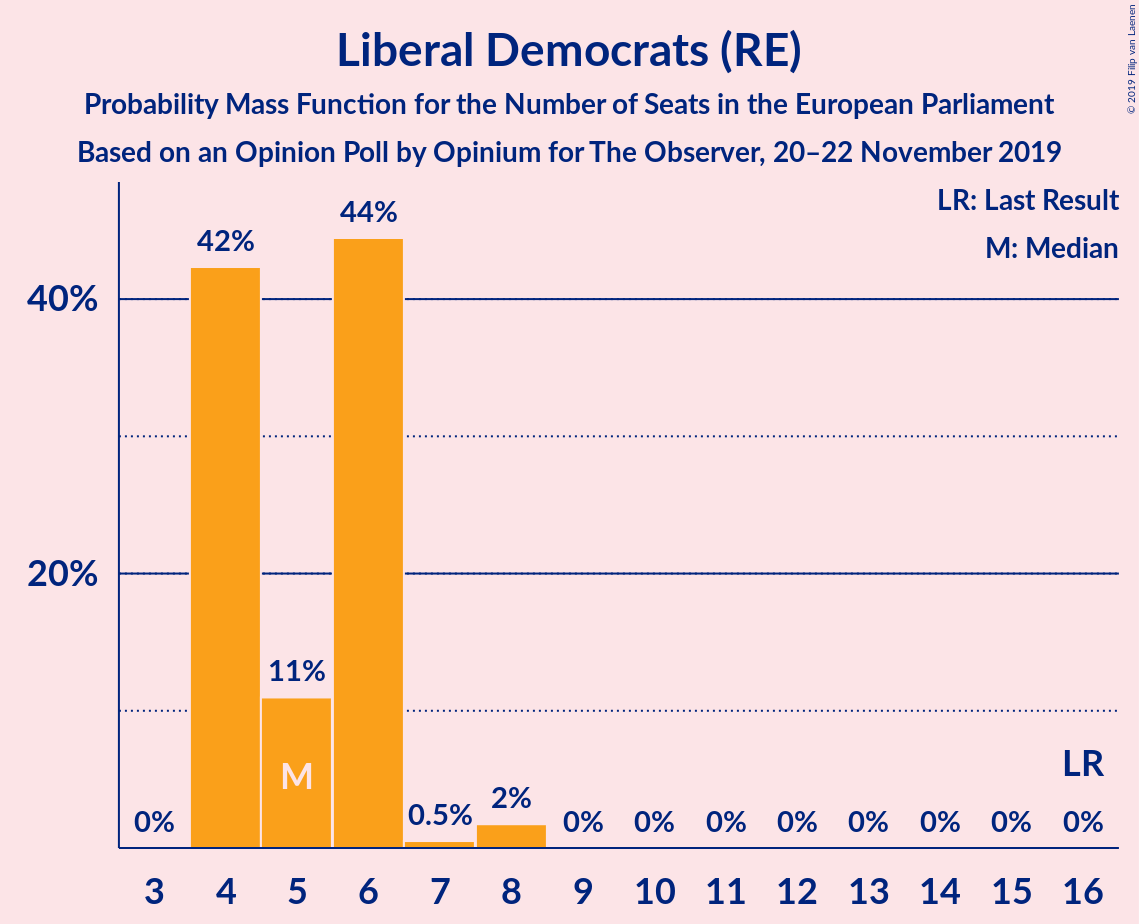 Liberal Democrats (RE)
Probability Mass Function for the Number of Seats in the European Parliament
Based on an Opinion Poll by Opinium for The Observer, 20–22 November 2019
© 2019 Filip van Laenen
LR: Last Result
M: Median
40%
20%
0%
42%
11%
44%
0.5%
2%
0%
0%
0%
0%
0%
0%
0%
0%
M
LR
3 4 5 6 7 8 9 10 11 12 13 14 15 16